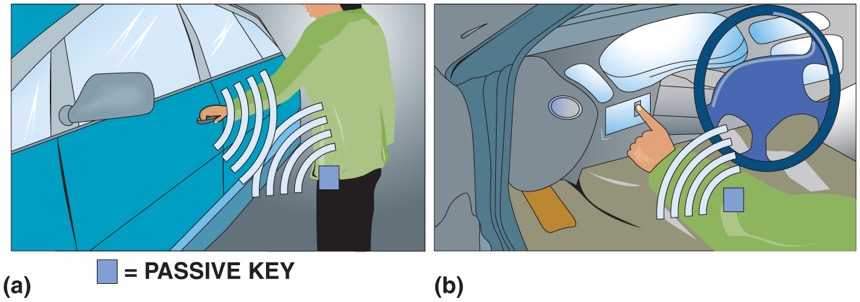 = PASSIVE KEY
(a)
(b)